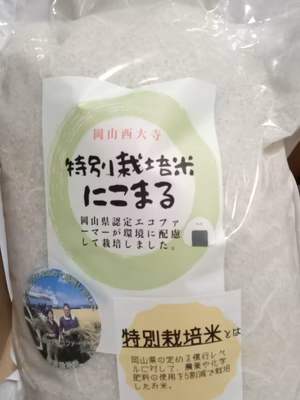 岡山西大寺
特別栽培米
にこまる
岡山県認定エコファ
ーマーが環境に配慮
して栽培しました。
特別栽培米とは
岡山県の定める慣行レベ
ルに対して、農薬や化学
肥料の使用を5割減で栽培
したお米。